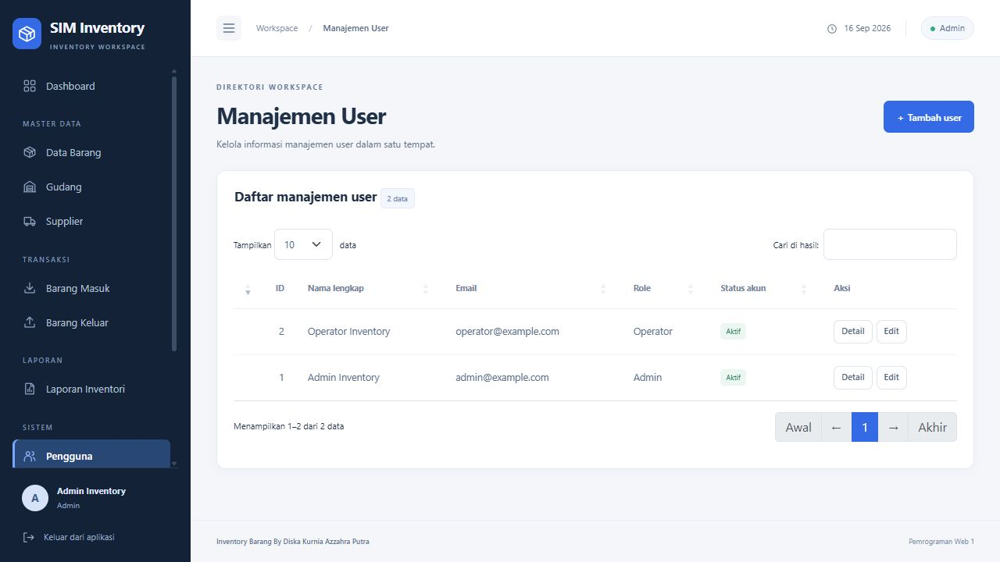 SIM Inventory
INVENTORY WORKSPACE
Dashboard
MASTER DATA
Data Barang
Gudang
Supplier
TRANSAKSI
Barang Masuk
Barang Keluar
LAPORAN
Laporan Inventori
SISTEM
Pengguna
A
Admin Inventory
Admin
Keluar dari aplikasi
Workspace / Manajemen User
16 Sep 2026
Admin
DIREKTORI WORKSPACE
Manajemen User
+ Tambah user
Kelola informasi manajemen user dalam satu tempat.
Daftar manajemen user 2 data
Tampilkan 10 data
Cari di hasil:
ID Nama lengkap Email Role Status akun Aksi
2 Operator Inventory operator@example.com Operator Aktif Detail Edit
1 Admin Inventory admin@example.com Admin Aktif Detail Edit
Menampilkan 1–2 dari 2 data
Awal ← 1 → Akhir
Inventory Barang By Diska Kurnia Azzahra Putra
Pemrograman Web 1